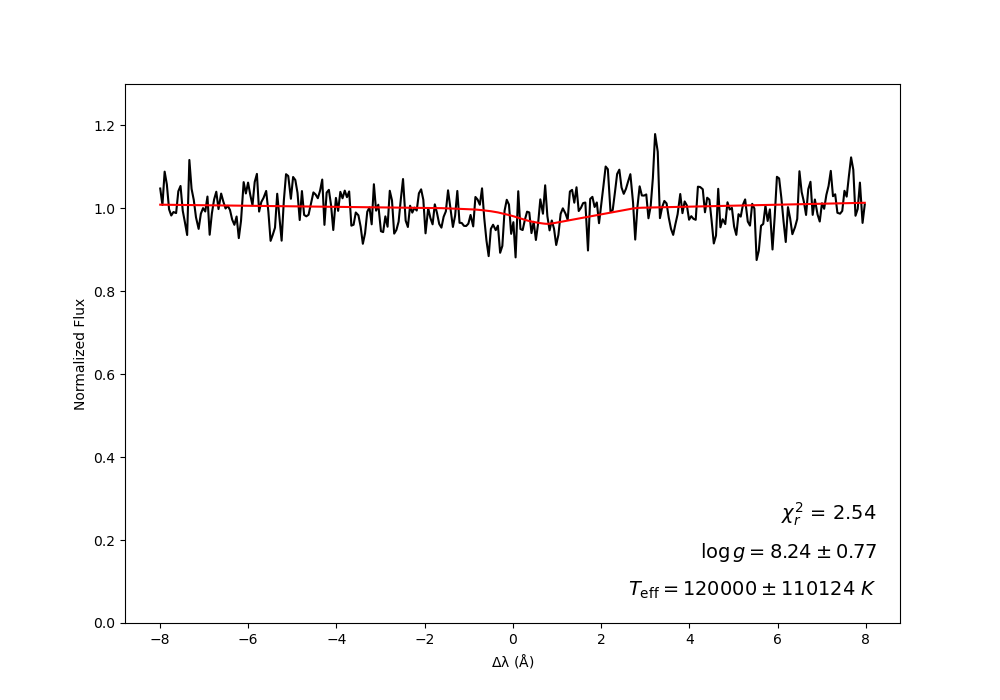 1.2
1.0
0.8
0.6
0.4
0.2
0.0
Normalized Flux
χ²ᵣ = 2.54
log g = 8.24 ± 0.77
T_eff = 120000 ± 110124 K
−8 −6 −4 −2 0 2 4 6 8
Δλ (Å)